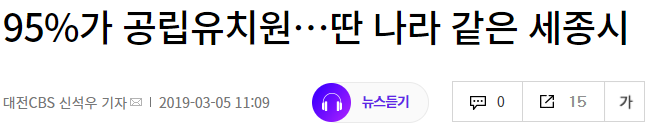 95%가 공립유치원…딴 나라 같은 세종시
대전CBS 신석우 기자 | 2019-03-05 11:09 뉴스듣기 0 15 가